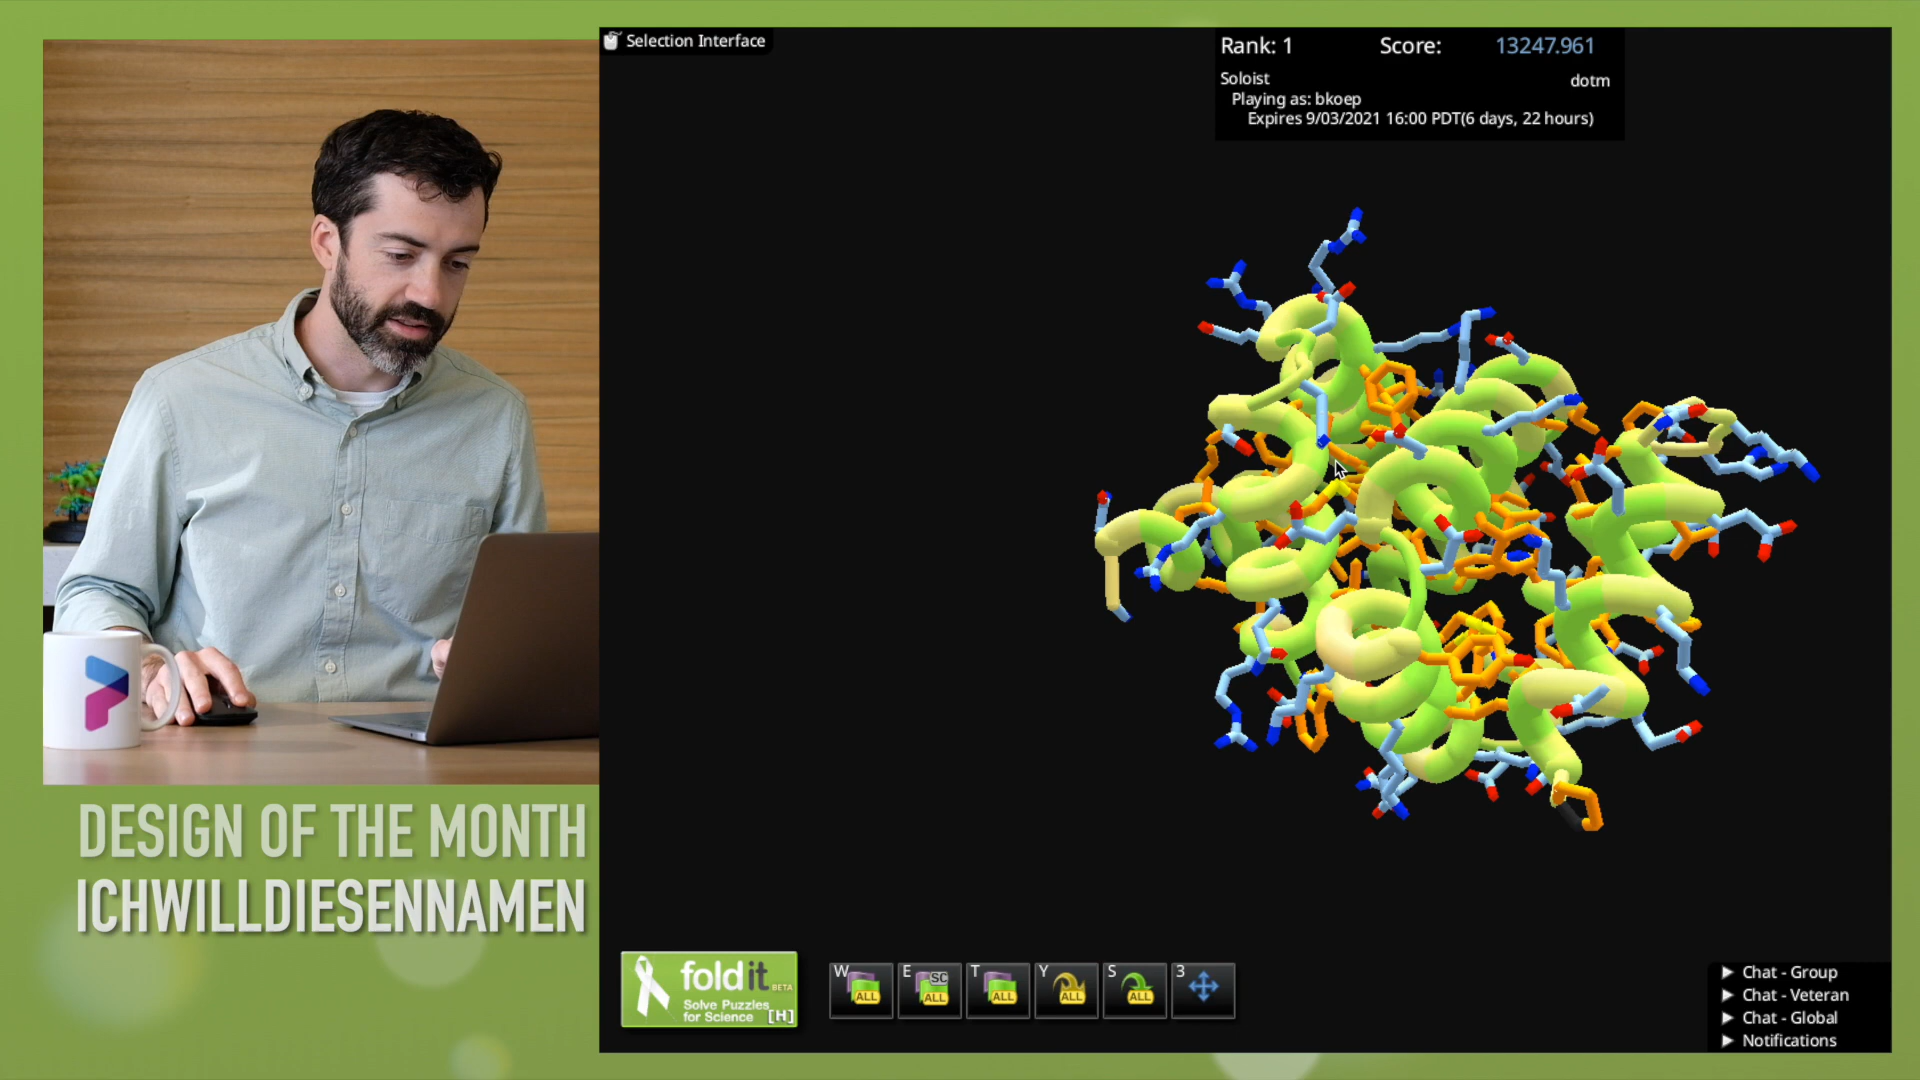 Selection Interface
Rank: 1 Score: 13247.961
Soloist dotm
Playing as: bkoep
Expires 9/03/2021 16:00 PDT(6 days, 22 hours)
DESIGN OF THE MONTH
ICHWILLDIESENNAMEN
foldit BETA
Solve Puzzles
for Science [H]
W ALL
E SC ALL
T ALL
Y ALL
S ALL
3
Chat - Group
Chat - Veteran
Chat - Global
Notifications